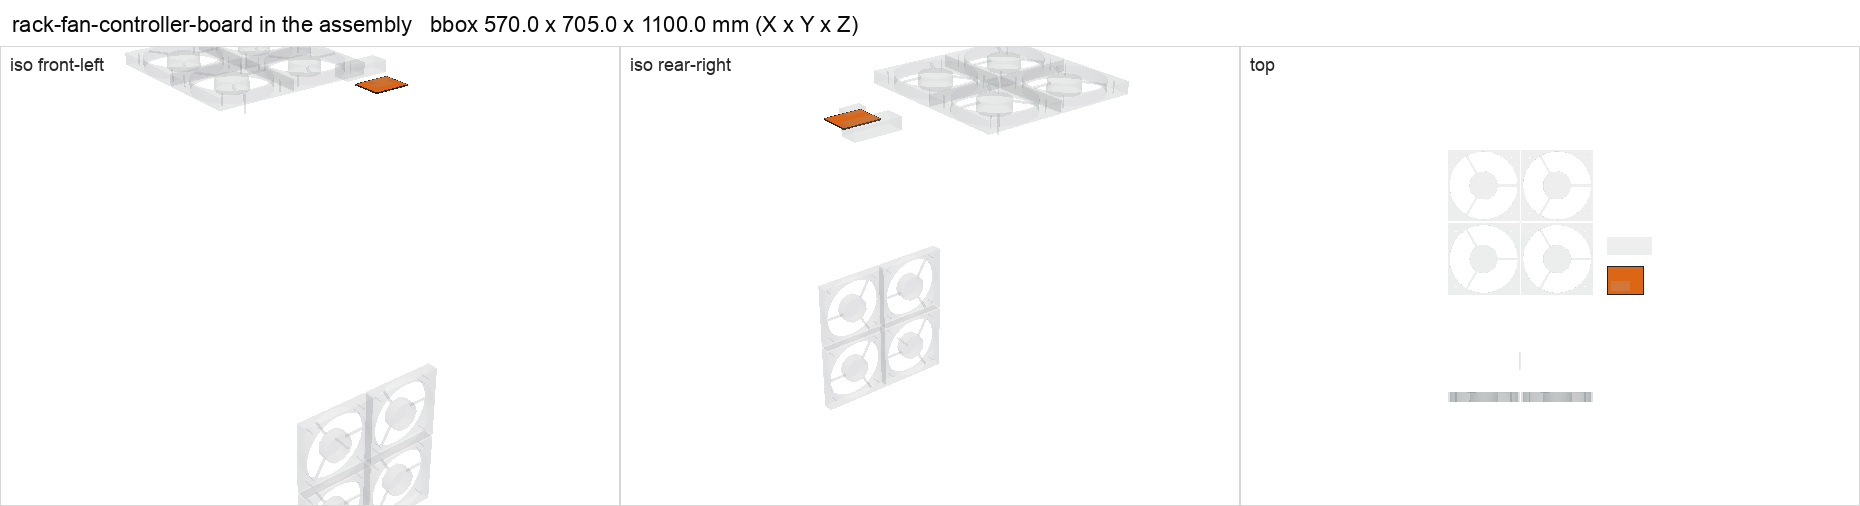 rack-fan-controller-board in the assembly bbox 570.0 x 705.0 x 1100.0 mm (X x Y x Z)
iso front-left
iso rear-right
top